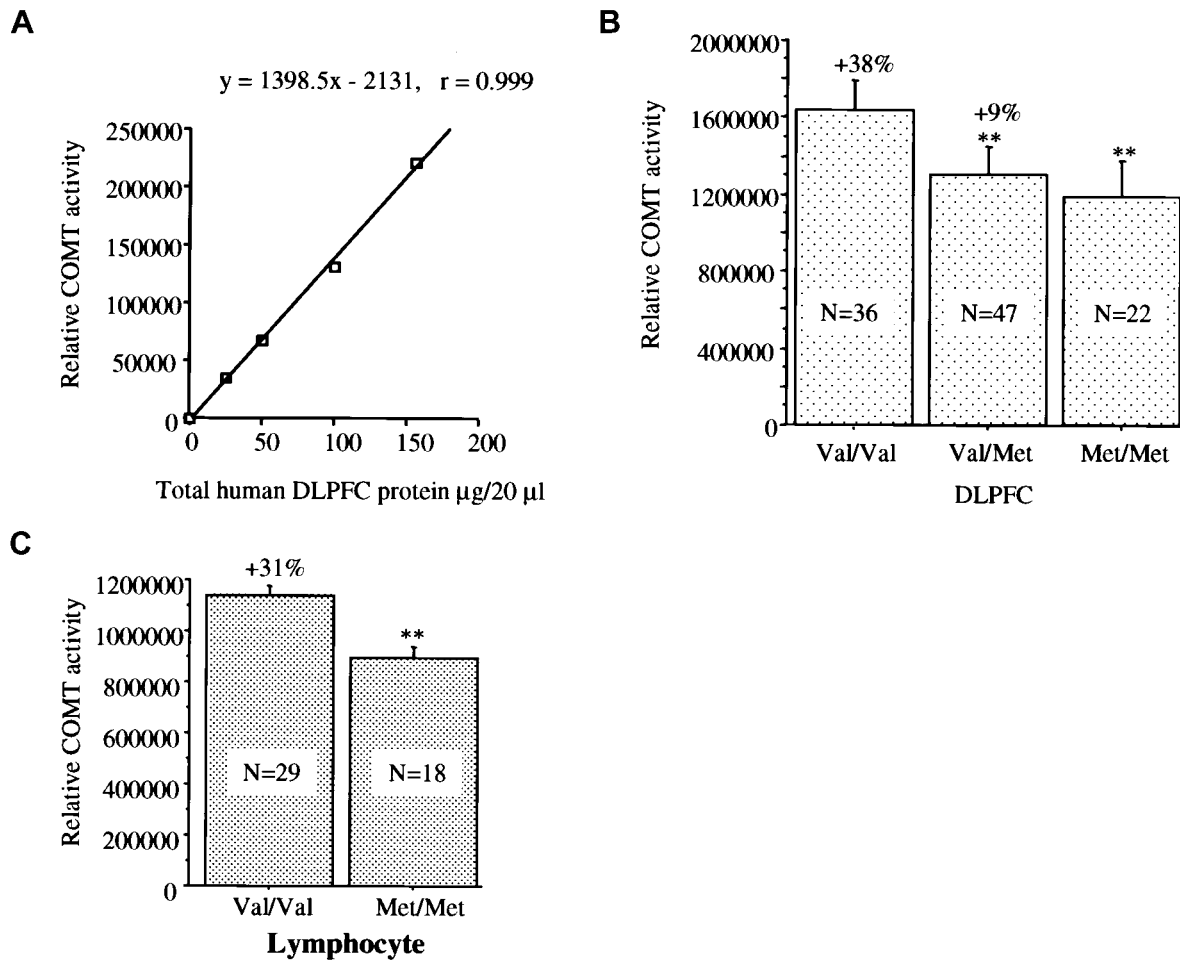 A
y = 1398.5x - 2131, r = 0.999
Relative COMT activity
250000
200000
150000
100000
50000
0
0 50 100 150 200
Total human DLPFC protein µg/20 µl
B
Relative COMT activity
2000000
1600000
1200000
800000
400000
0
+38%
+9%
**
**
N=36 N=47 N=22
Val/Val Val/Met Met/Met
DLPFC
C
Relative COMT activity
1200000
1000000
800000
600000
400000
200000
0
+31%
**
N=29 N=18
Val/Val Met/Met
Lymphocyte